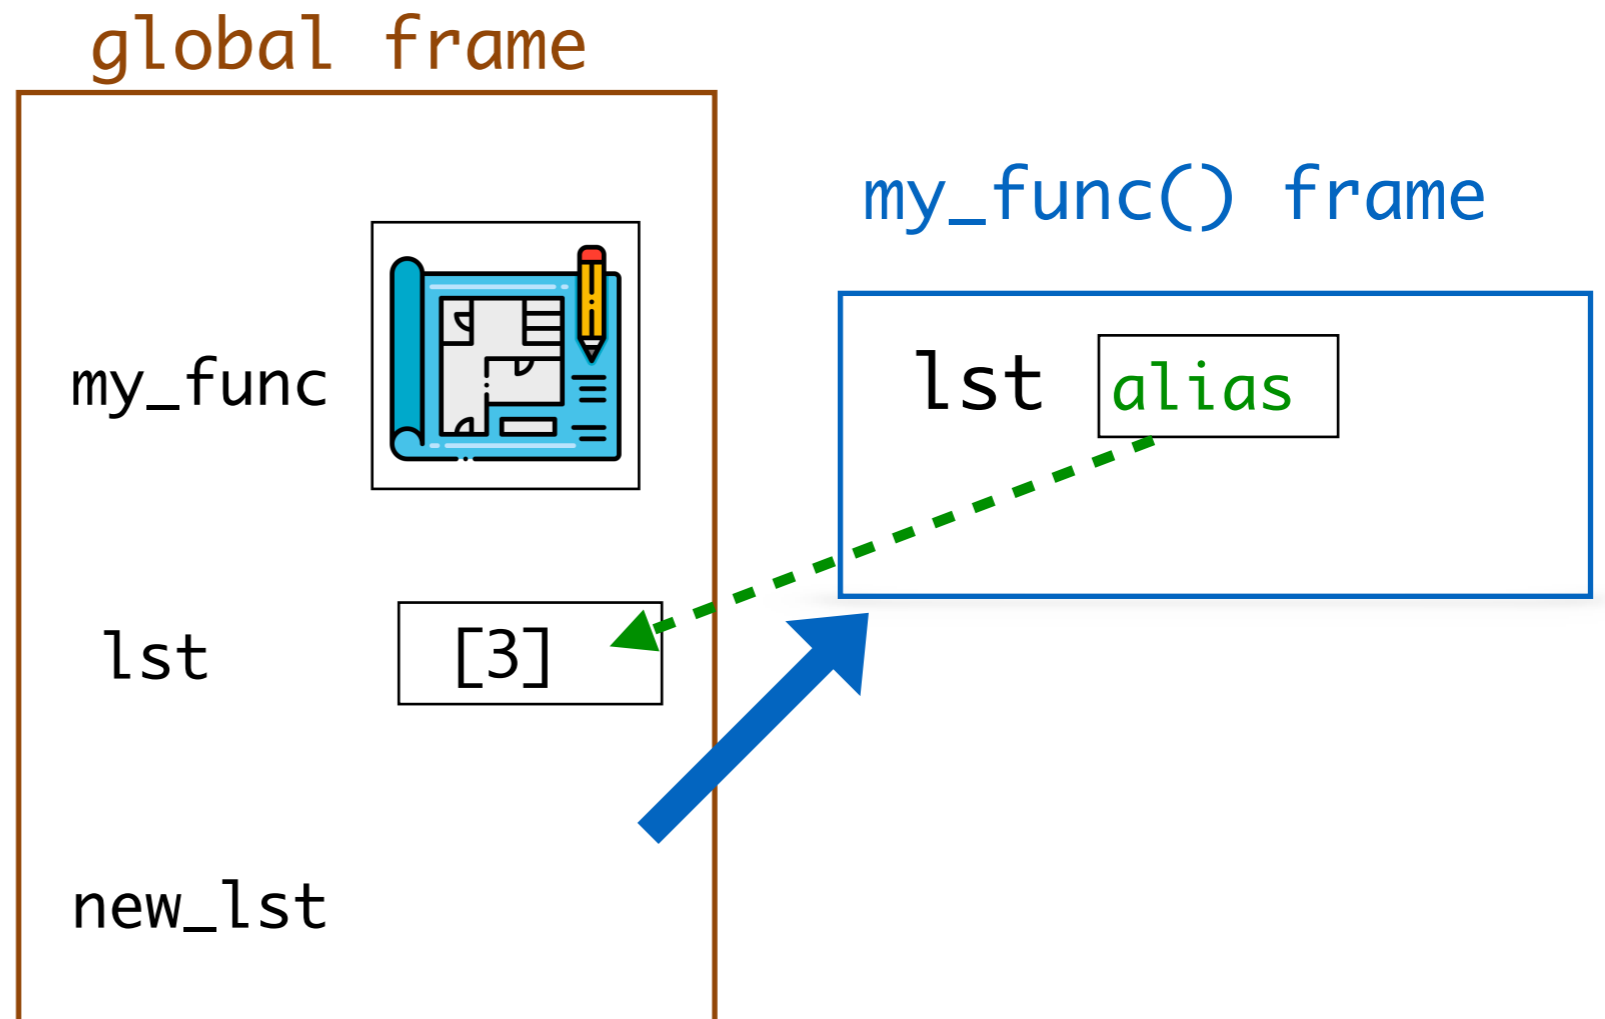 global frame
my_func() frame
my_func
lst alias
lst [3]
new_lst